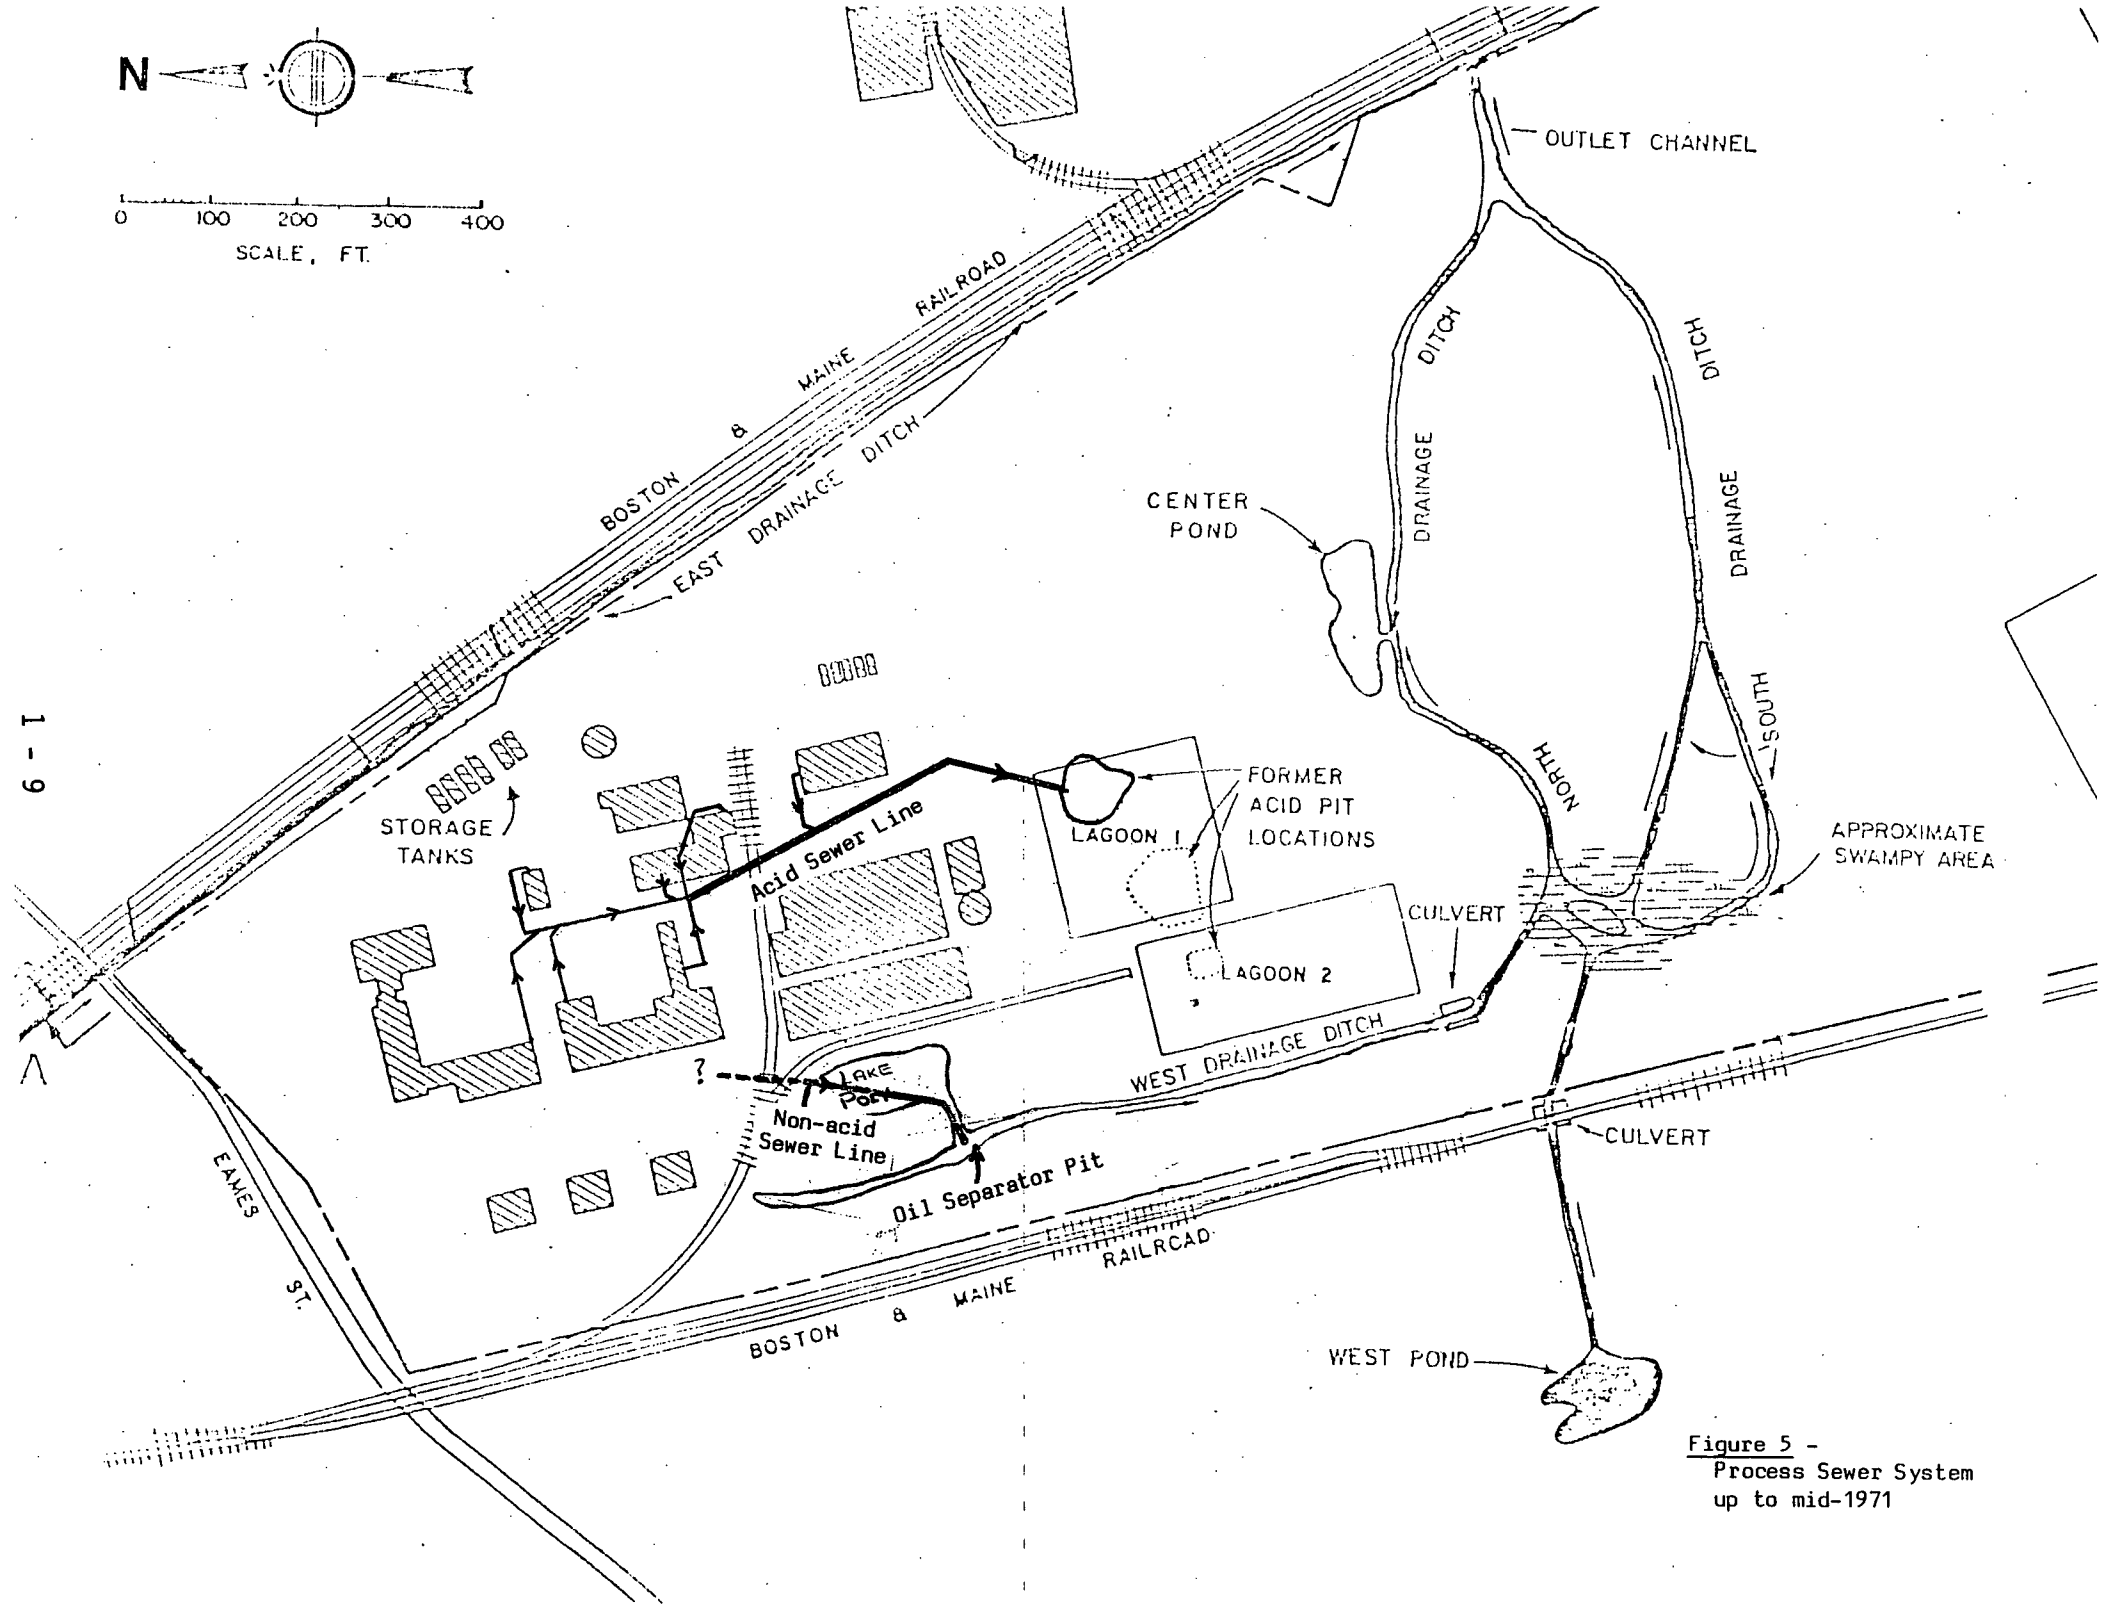 N
0 100 200 300 400
SCALE, FT.
OUTLET CHANNEL
BOSTON & MAINE RAILROAD
EAST DRAINAGE DITCH
DITCH
DRAINAGE
NORTH
DITCH
DRAINAGE
SOUTH
CENTER
POND
1 - 9
STORAGE
TANKS
Acid Sewer Line
FORMER
ACID PIT
LOCATIONS
LAGOON 1
LAGOON 2
APPROXIMATE
SWAMPY AREA
CULVERT
WEST DRAINAGE DITCH
?
LAKE
POLY
Non-acid
Sewer Line
Oil Separator Pit
CULVERT
EAMES ST.
BOSTON & MAINE RAILROAD
WEST POND
Figure 5 -
Process Sewer System
up to mid-1971